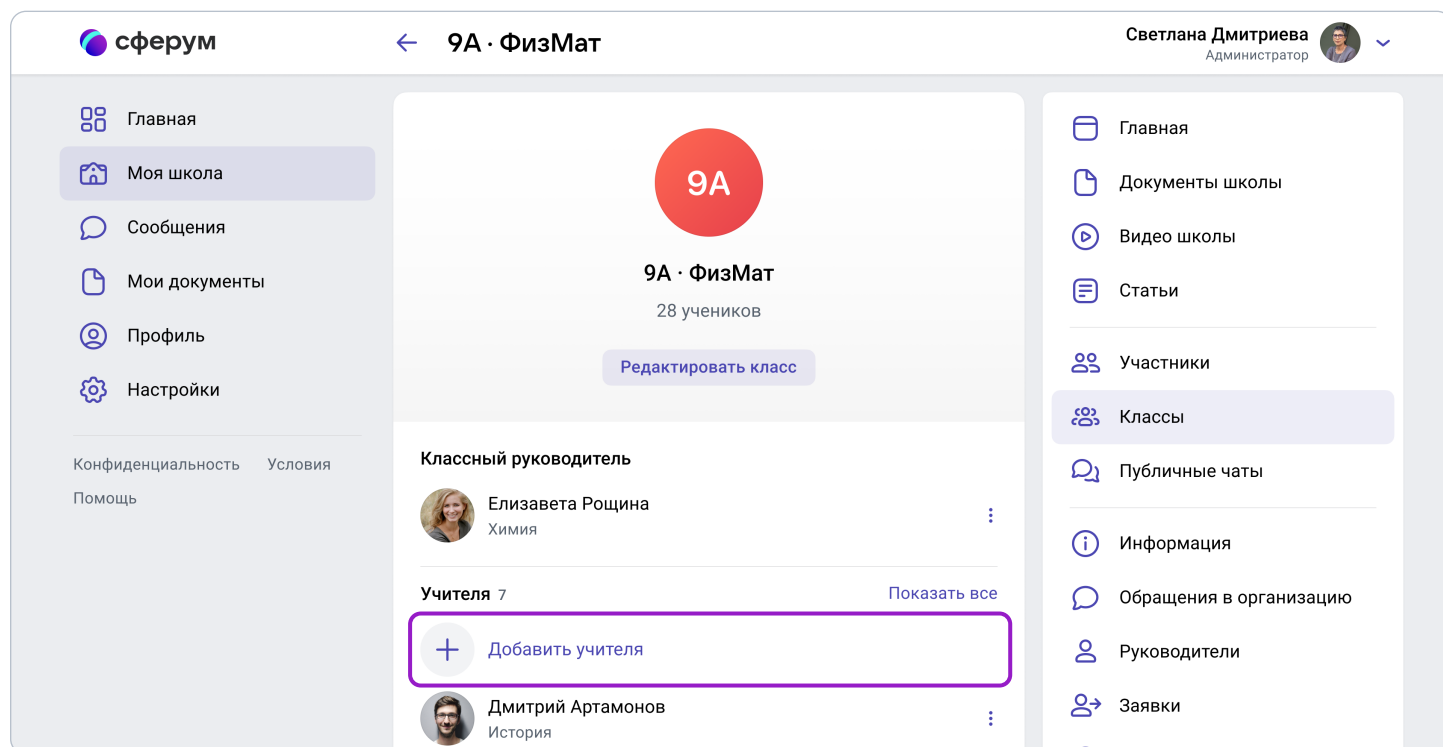 сферум
9А · ФизМат
Светлана Дмитриева
Администратор
Главная
Моя школа
Сообщения
Мои документы
Профиль
Настройки
Конфиденциальность Условия
Помощь
9А
9А · ФизМат
28 учеников
Редактировать класс
Классный руководитель
Елизавета Рощина
Химия
Учителя 7 Показать все
Добавить учителя
Дмитрий Артамонов
История
Главная
Документы школы
Видео школы
Статьи
Участники
Классы
Публичные чаты
Информация
Обращения в организацию
Руководители
Заявки